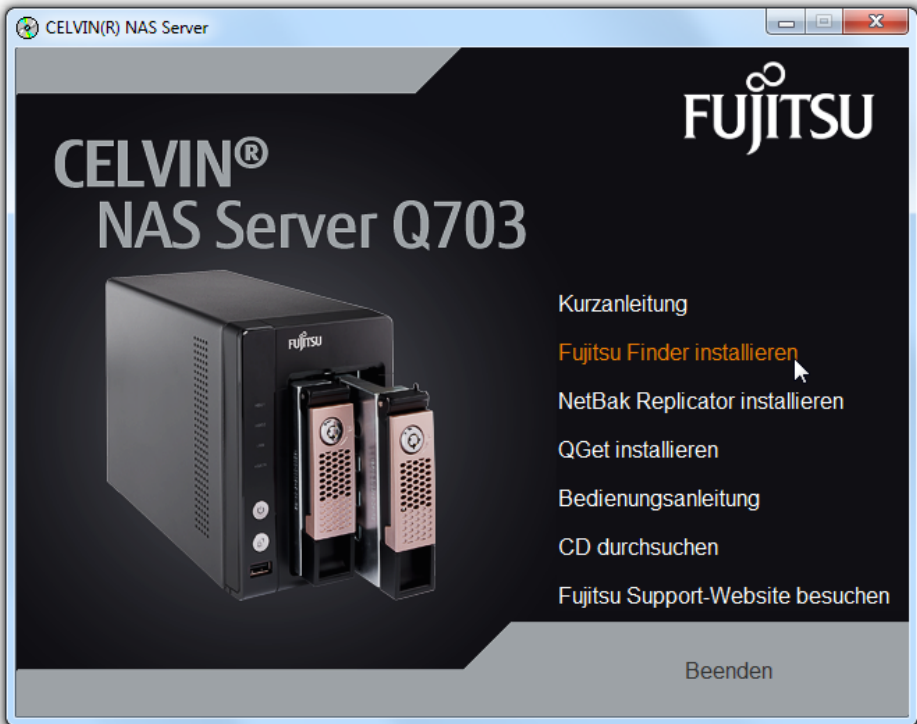 CELVIN(R) NAS Server
FUJITSU
CELVIN®
NAS Server Q703
FUJITSU
Kurzanleitung
Fujitsu Finder installieren
NetBak Replicator installieren
QGet installieren
Bedienungsanleitung
CD durchsuchen
Fujitsu Support-Website besuchen
Beenden